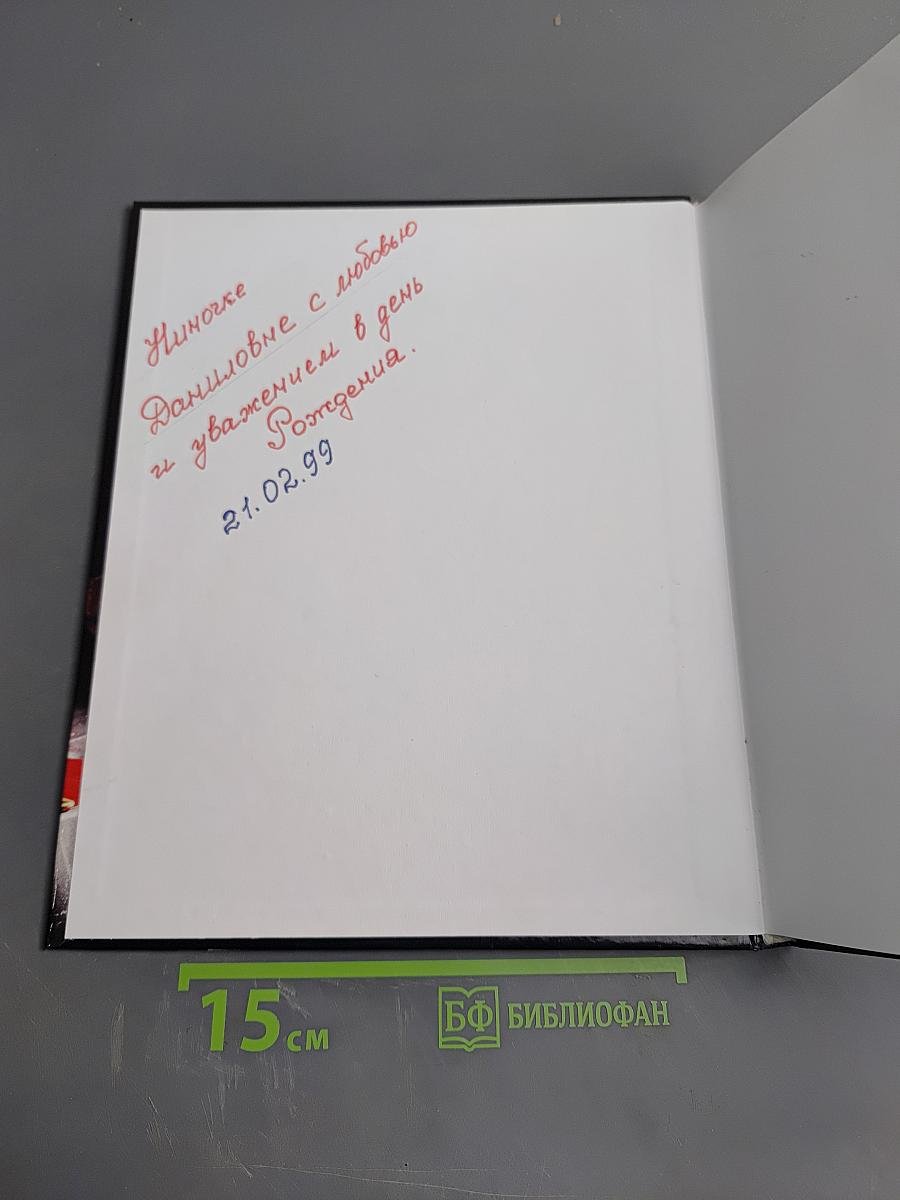 Ниночке
Даниловне с любовью
и уважением в день
Рождения.
21.02.99
15 см
БФ БИБЛИОФАН